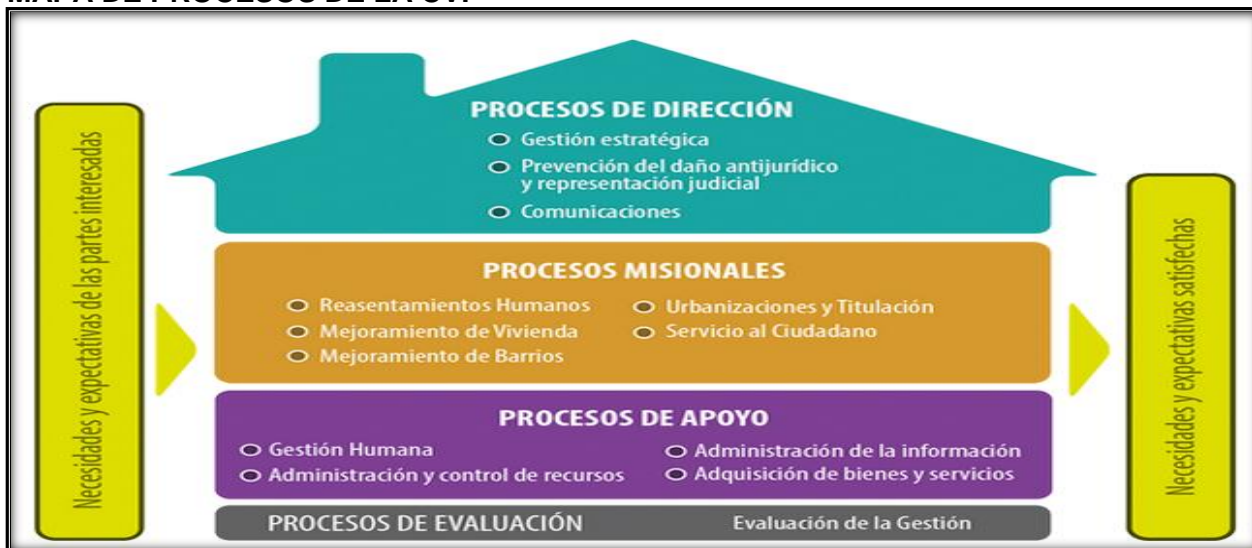 MAPA DE PROCESOS DE LA CVP
Necesidades y expectativas de las partes interesadas
PROCESOS DE DIRECCIÓN
Gestión estratégica
Prevención del daño antijurídico
y representación judicial
Comunicaciones
PROCESOS MISIONALES
Reasentamientos Humanos
Mejoramiento de Vivienda
Mejoramiento de Barrios
Urbanizaciones y Titulación
Servicio al Ciudadano
PROCESOS DE APOYO
Gestión Humana
Administración y control de recursos
Administración de la información
Adquisición de bienes y servicios
PROCESOS DE EVALUACIÓN
Evaluación de la Gestión
Necesidades y expectativas satisfechas